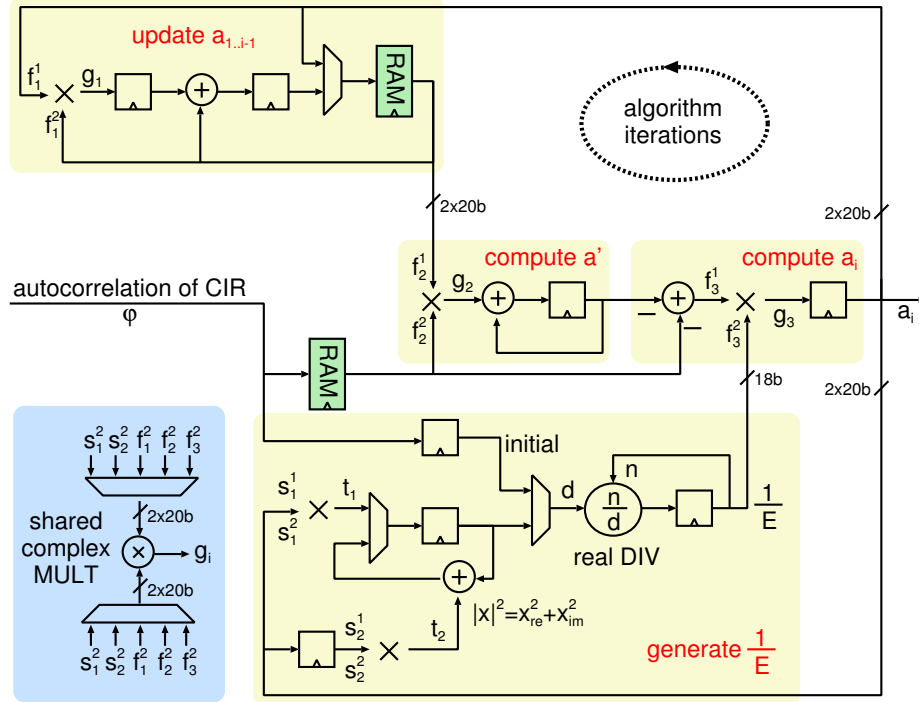 update a₁..ᵢ₋₁
f₁¹
g₁
f₁²
RAM
algorithm
iterations
2x20b
2x20b
compute a'
compute aᵢ
f₂¹
g₂
f₂²
f₃¹
g₃
f₃²
aᵢ
autocorrelation of CIR
φ
RAM
18b
2x20b
s₁² s₂² f₁² f₂² f₃²
2x20b
shared
complex
MULT
gᵢ
2x20b
s₁² s₂² f₁² f₂² f₃²
initial
s₁¹
t₁
s₁²
d
n
n/d
real DIV
1/E
|x|²=x²re+x²im
s₂¹
t₂
s₂²
generate 1/E